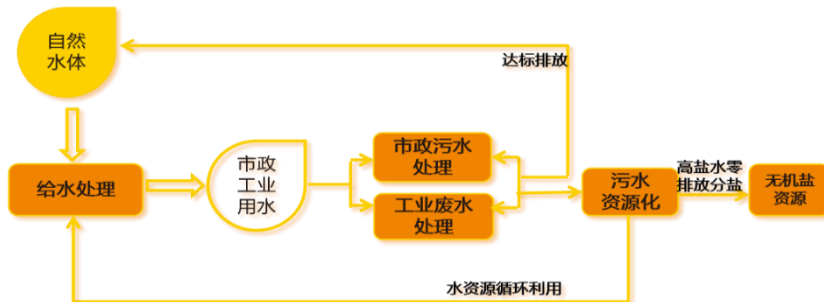 自然
水体
达标排放
给水处理
市政
工业
用水
市政污水
处理
工业废水
处理
污水
资源化
高盐水零
排放分盐
无机盐
资源
水资源循环利用